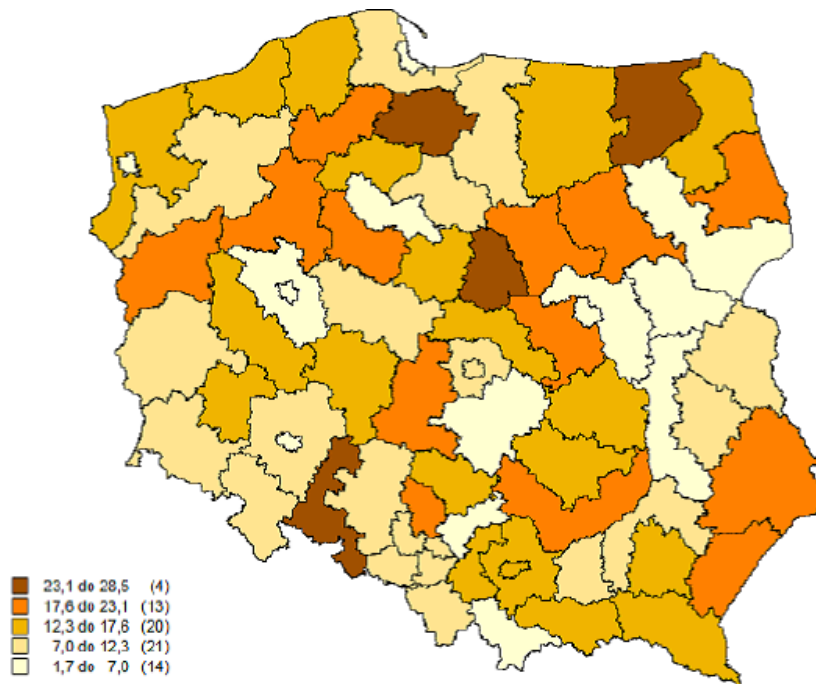 23,1 do 28,5 (4)
17,6 do 23,1 (13)
12,3 do 17,6 (20)
7,0 do 12,3 (21)
1,7 do 7,0 (14)